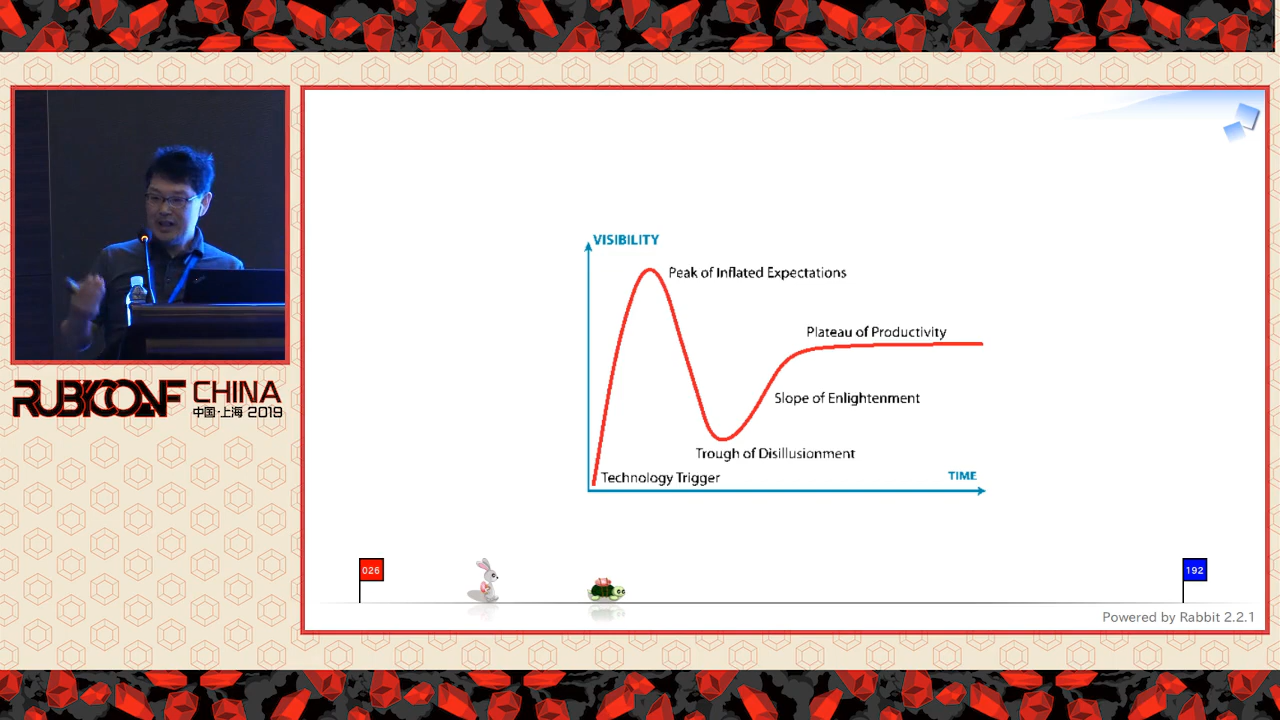 RUBYCONF CHINA
中国·上海 2019
VISIBILITY
Peak of Inflated Expectations
Plateau of Productivity
Slope of Enlightenment
Trough of Disillusionment
Technology Trigger
TIME
026
192
Powered by Rabbit 2.2.1